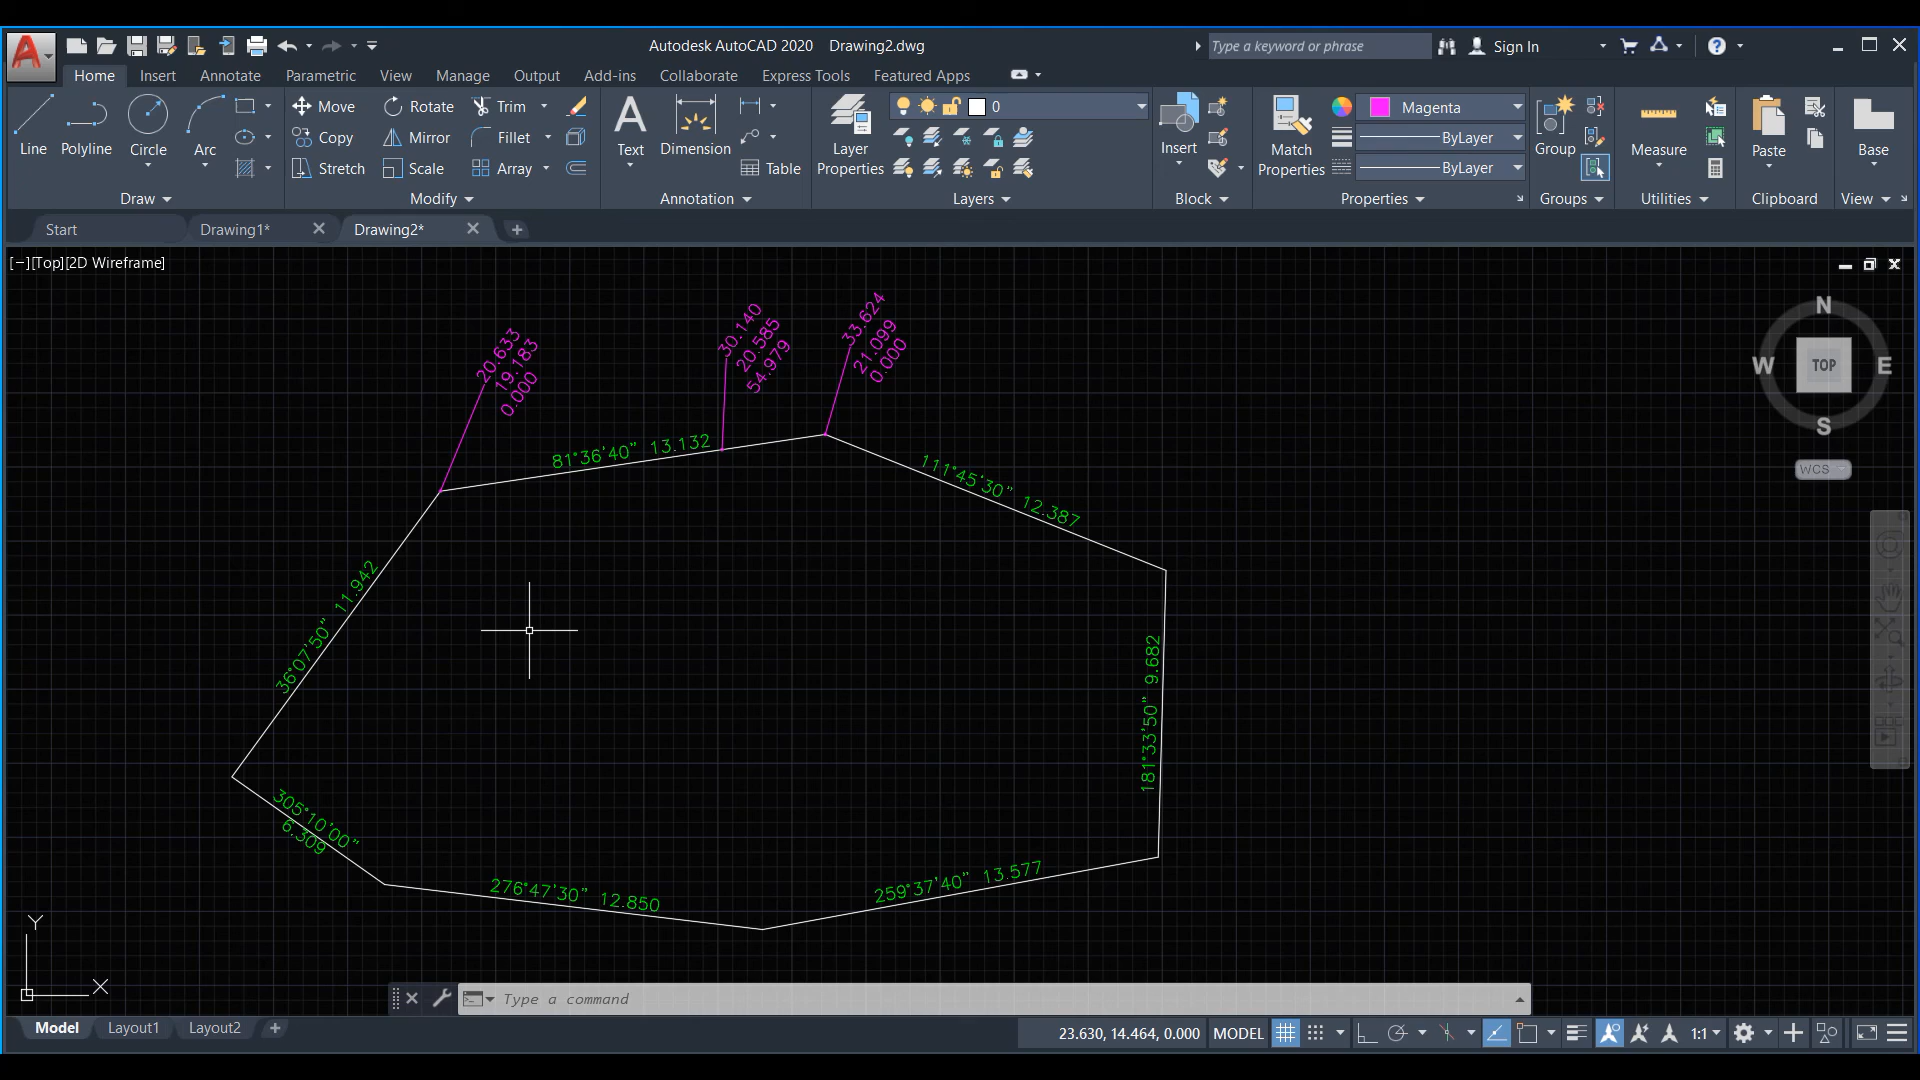 Autodesk AutoCAD 2020 Drawing2.dwg
Type a keyword or phrase
Sign In
Home Insert Annotate Parametric View Manage Output Add-ins Collaborate Express Tools Featured Apps
Line Polyline Circle Arc
Draw
Move Rotate Trim
Copy Mirror Fillet
Stretch Scale Array
Modify
Text Dimension Table
Annotation
Layer Properties
0
Layers
Insert
Block
Match Properties
Magenta
ByLayer
ByLayer
Properties
Group
Groups
Measure
Utilities
Paste
Clipboard
Base
View
Start Drawing1* Drawing2*
[−][Top][2D Wireframe]
N
W TOP E
S
WCS
20.633
19.183
0.000
30.140
20.585
54.979
33.624
21.099
0.000
81°36'40" 13.132
111°45'30" 12.387
36°07'50" 11.942
181°33'50" 9.682
305°10'00"
6.309
276°47'30" 12.850
259°37'40" 13.577
Y
X
Type a command
Model Layout1 Layout2
23.630, 14.464, 0.000 MODEL 1:1